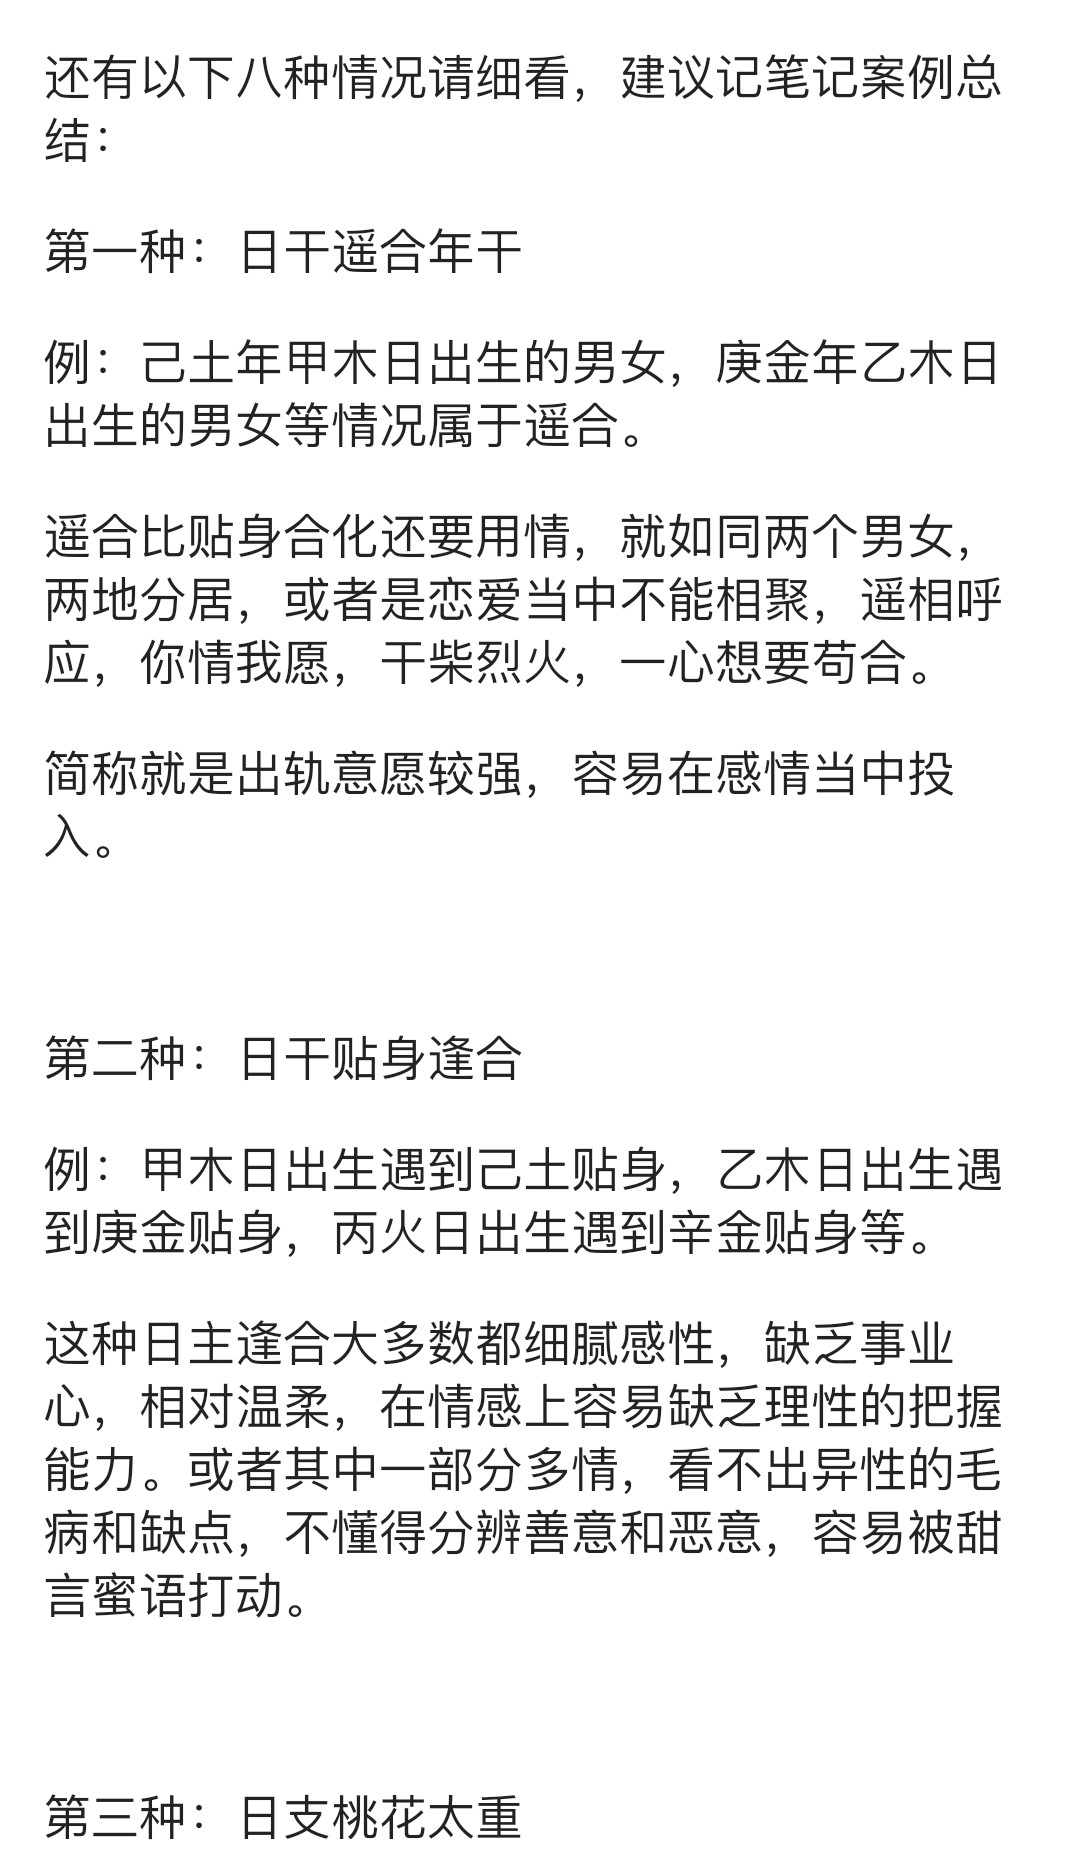 还有以下八种情况请细看，建议记笔记案例总
结：
第一种：日干遥合年干
例：己土年甲木日出生的男女，庚金年乙木日
出生的男女等情况属于遥合。
遥合比贴身合化还要用情，就如同两个男女，
两地分居，或者是恋爱当中不能相聚，遥相呼
应，你情我愿，干柴烈火，一心想要苟合。
简称就是出轨意愿较强，容易在感情当中投
入。
第二种：日干贴身逢合
例：甲木日出生遇到己土贴身，乙木日出生遇
到庚金贴身，丙火日出生遇到辛金贴身等。
这种日主逢合大多数都细腻感性，缺乏事业
心，相对温柔，在情感上容易缺乏理性的把握
能力。或者其中一部分多情，看不出异性的毛
病和缺点，不懂得分辨善意和恶意，容易被甜
言蜜语打动。
第三种：日支桃花太重